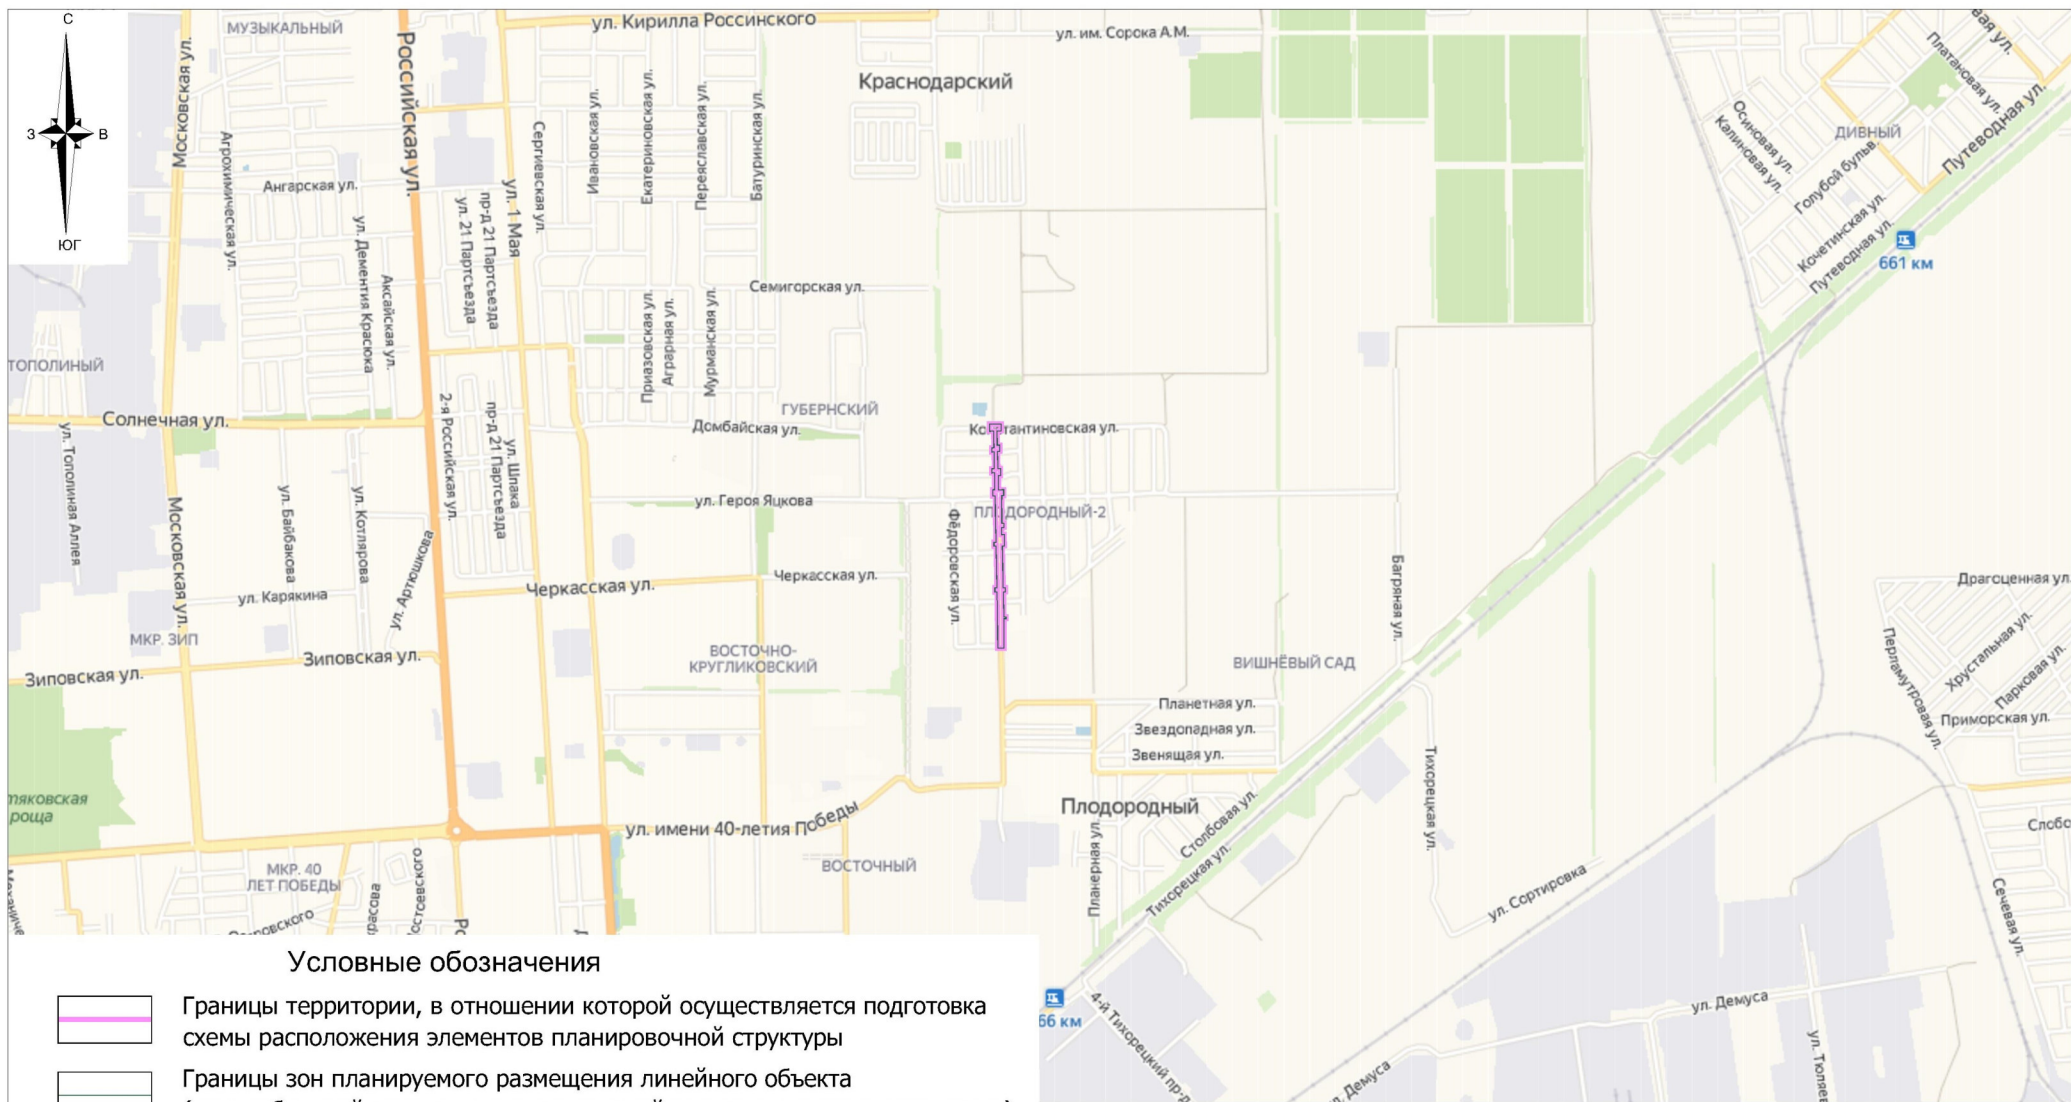 С
З
В
ЮГ
МУЗЫКАЛЬНЫЙ
Московская ул.
Российская ул.
ул. Кирилла Россинского
ул. им. Сорока А.М.
Краснодарский
Агрохимическая ул.
Ангарская ул.
ул. Дементия Красюка
Аксайская ул.
ул. 21 Партсъезда
пр-д 21 Партсъезда
ул. 1 Мая
Сергиевская ул.
Ивановская ул.
Екатериновская ул.
Переяславская ул.
Батуринская ул.
Семигорская ул.
Приазовская ул.
Аграрная ул.
Мурманская ул.
ГУБЕРНСКИЙ
Домбайская ул.
Платановая ул.
Осиновая ул.
Калиновая ул.
ДИВНЫЙ
Голубой бульв.
Путеводная ул.
Кочетинская ул.
Путеводная ул.
661 км
ТОПОЛИНЫЙ
Солнечная ул.
ул. Тополиная Аллея
Московская ул.
ул. Байбакова
ул. Котлярова
ул. Артюшкова
ул. Карякина
МКР. ЗИП
Зиповская ул.
Зиповская ул.
2-я Российская ул.
пр-д 21 Партсъезда
ул. Шпака
Черкасская ул.
Черкасская ул.
ул. Героя Яцкова
Константиновская ул.
ПЛОДОРОДНЫЙ-2
Фёдоровская ул.
ВОСТОЧНО-
КРУГЛИКОВСКИЙ
Багряная ул.
ВИШНЁВЫЙ САД
Планетная ул.
Звездопадная ул.
Звенящая ул.
Плодородный
Столбовая ул.
Тихорецкая ул.
Планерная ул.
Тихорецкая ул.
ул. Сортировка
Драгоценная ул.
Хрустальная ул.
Парковая ул.
Перламутровая ул.
Приморская ул.
Сечевая ул.
роща
МКР. 40
ЛЕТ ПОБЕДЫ
ул. имени 40-летия Победы
ВОСТОЧНЫЙ
66 км
4-й Тихорецкий пр-д
ул. Демуса
ул. Демуса
Условные обозначения
Границы территории, в отношении которой осуществляется подготовка
схемы расположения элементов планировочной структуры
Границы зон планируемого размещения линейного объекта